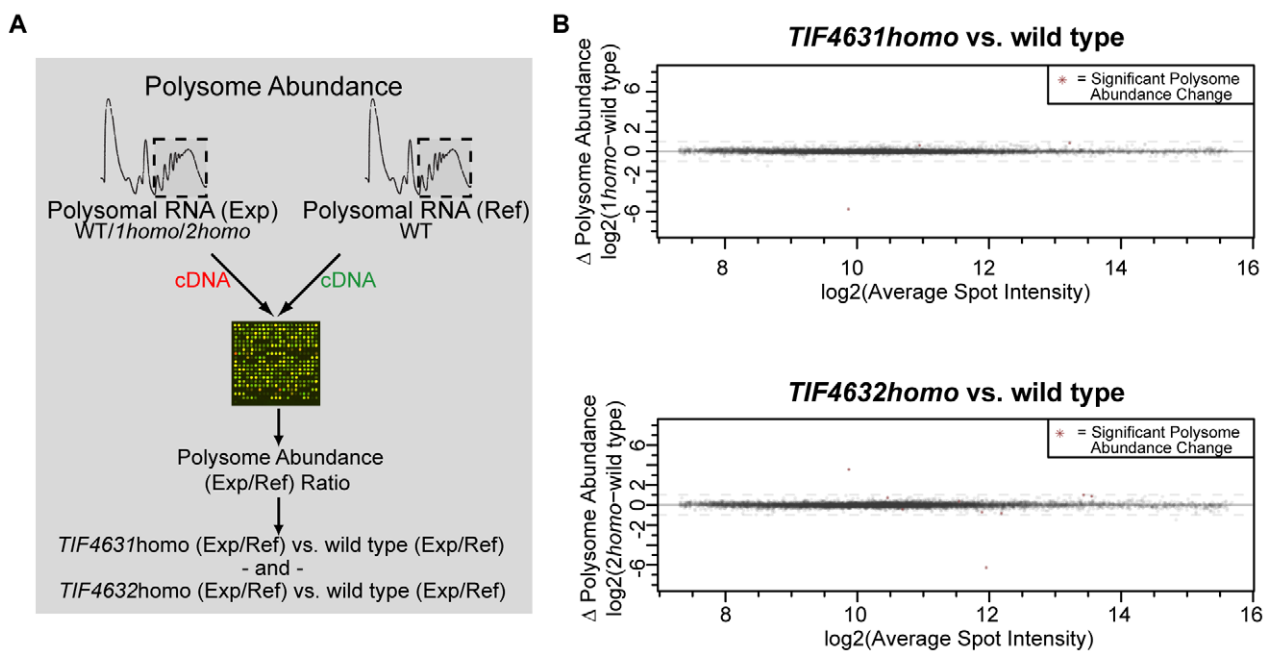 A
Polysome Abundance
Polysomal RNA (Exp)
WT/1homo/2homo
Polysomal RNA (Ref)
WT
cDNA
cDNA
Polysome Abundance
(Exp/Ref) Ratio
TIF4631homo (Exp/Ref) vs. wild type (Exp/Ref)
- and -
TIF4632homo (Exp/Ref) vs. wild type (Exp/Ref)
B
TIF4631homo vs. wild type
Δ Polysome Abundance
log2(1homo−wild type)
6
2
0
-2
-6
* = Significant Polysome
Abundance Change
8 10 12 14 16
log2(Average Spot Intensity)
TIF4632homo vs. wild type
Δ Polysome Abundance
log2(2homo−wild type)
6
2
0
-2
-6
* = Significant Polysome
Abundance Change
8 10 12 14 16
log2(Average Spot Intensity)